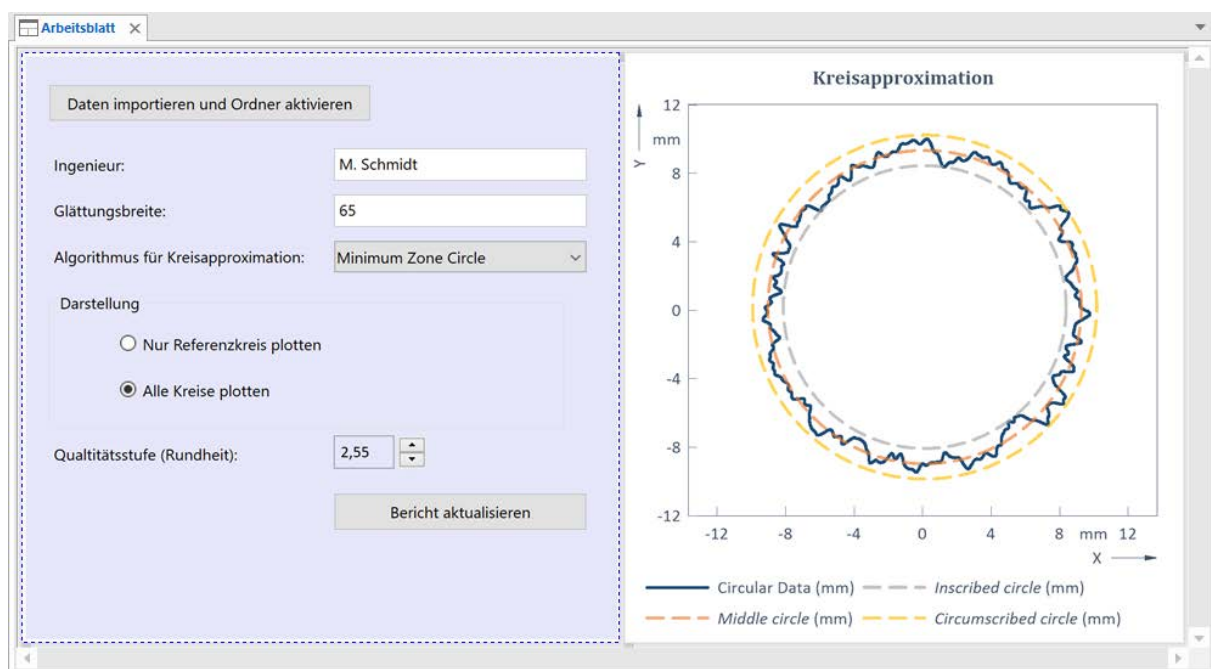 Arbeitsblatt
Daten importieren und Ordner aktivieren
Ingenieur: M. Schmidt
Glättungsbreite: 65
Algorithmus für Kreisapproximation: Minimum Zone Circle
Darstellung
Nur Referenzkreis plotten
Alle Kreise plotten
Qualtitätsstufe (Rundheit): 2,55
Bericht aktualisieren
Kreisapproximation
12
mm
Y
8
4
0
-4
-8
-12
-12 -8 -4 0 4 8 mm 12
X
Circular Data (mm) Inscribed circle (mm)
Middle circle (mm) Circumscribed circle (mm)